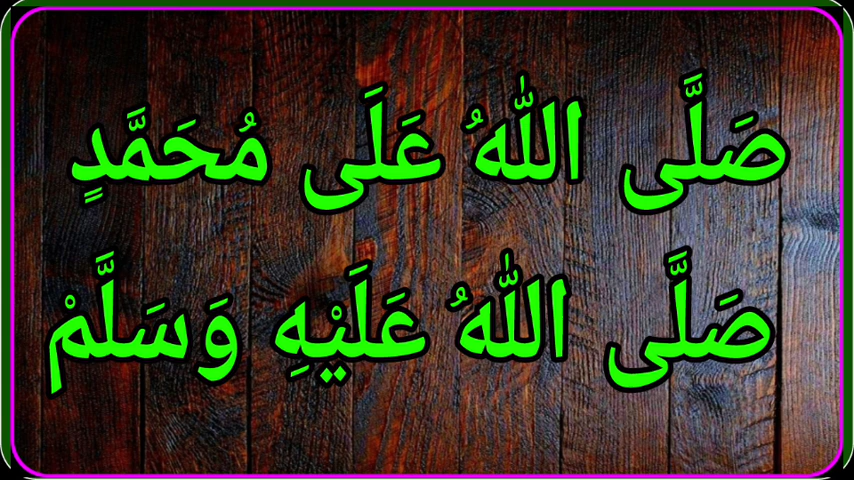 صَلَّى اللّٰهُ عَلَى مُحَمَّدٍ
صَلَّى اللّٰهُ عَلَيْهِ وَسَلَّمْ